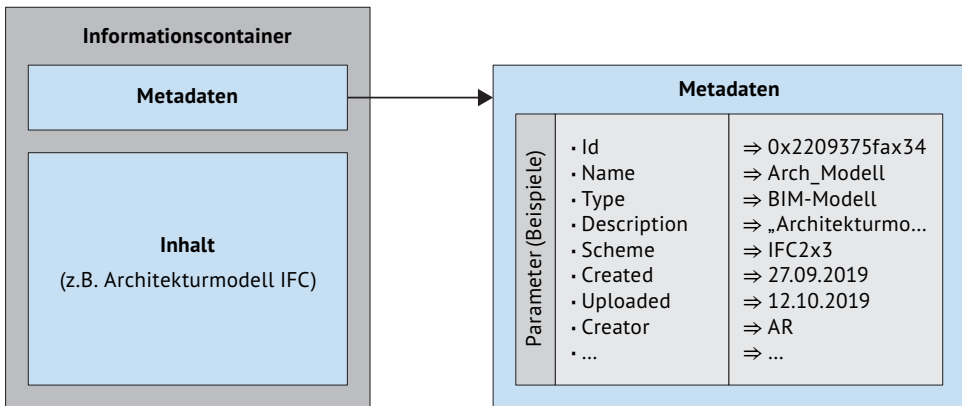 Informationscontainer
Metadaten
Inhalt
(z.B. Architekturmodell IFC)
Metadaten
Parameter (Beispiele)
· Id ⇒ 0x2209375fax34
· Name ⇒ Arch_Modell
· Type ⇒ BIM-Modell
· Description ⇒ „Architekturmo...
· Scheme ⇒ IFC2x3
· Created ⇒ 27.09.2019
· Uploaded ⇒ 12.10.2019
· Creator ⇒ AR
· ... ⇒ ...